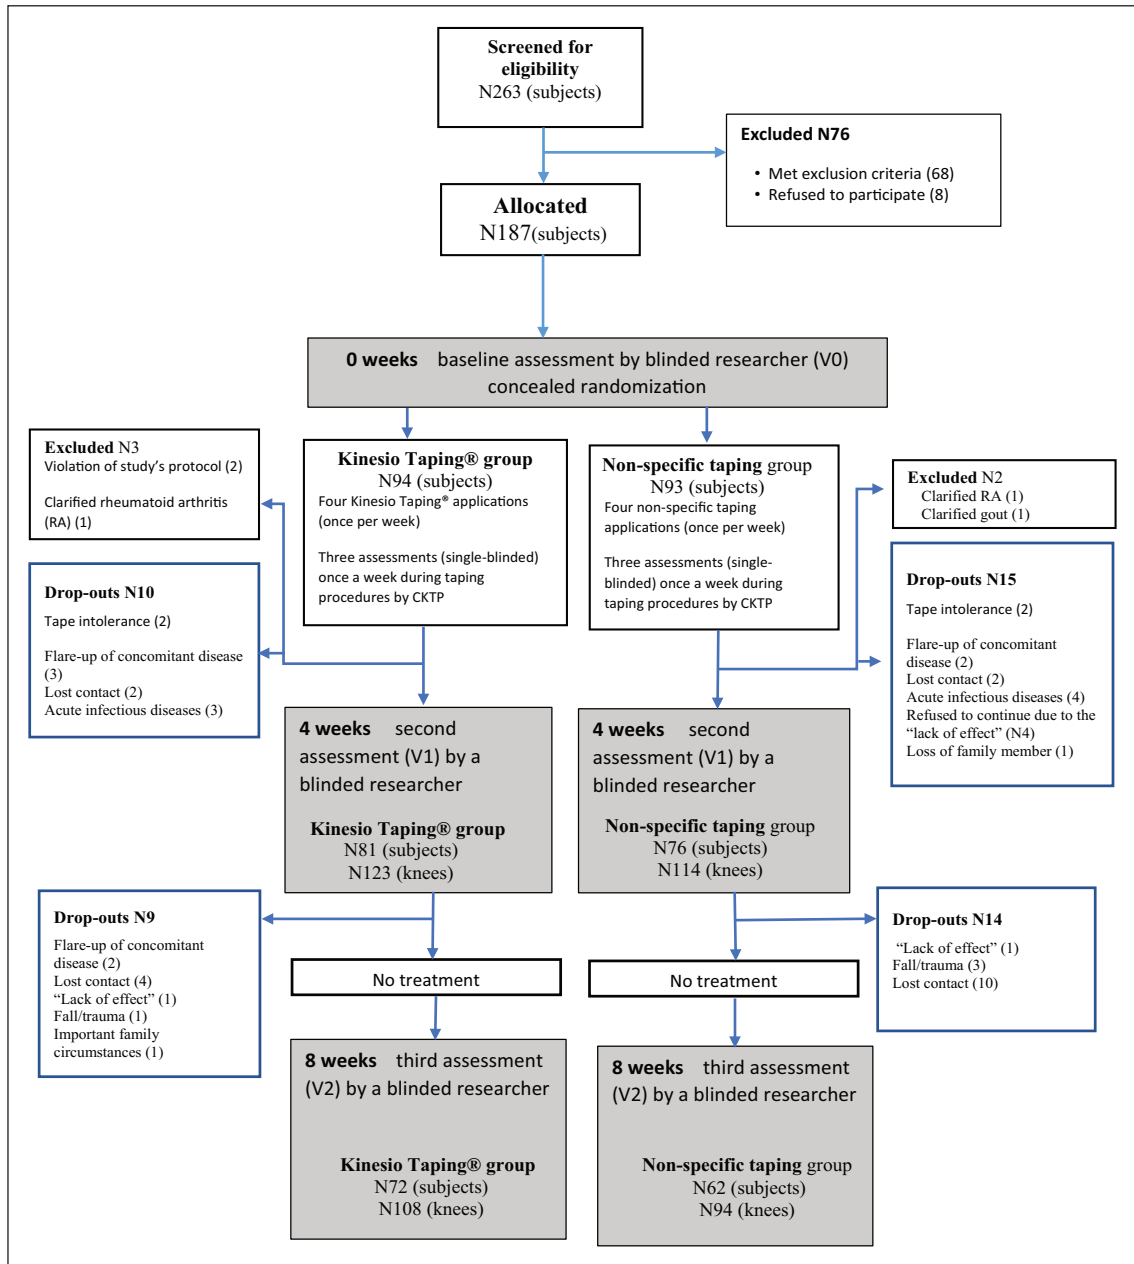 Screened for
eligibility
N263 (subjects)
Excluded N76
• Met exclusion criteria (68)
• Refused to participate (8)
Allocated
N187(subjects)
0 weeks baseline assessment by blinded researcher (V0)
concealed randomization
Excluded N3
Violation of study's protocol (2)
Clarified rheumatoid arthritis
(RA) (1)
Kinesio Taping® group
N94 (subjects)
Four Kinesio Taping® applications
(once per week)
Three assessments (single-blinded)
once a week during taping
procedures by CKTP
Non-specific taping group
N93 (subjects)
Four non-specific taping
applications (once per week)
Three assessments (single-
blinded) once a week during
taping procedures by CKTP
Excluded N2
Clarified RA (1)
Clarified gout (1)
Drop-outs N10
Tape intolerance (2)
Flare-up of concomitant disease
(3)
Lost contact (2)
Acute infectious diseases (3)
Drop-outs N15
Tape intolerance (2)
Flare-up of concomitant
disease (2)
Lost contact (2)
Acute infectious diseases (4)
Refused to continue due to the
“lack of effect” (N4)
Loss of family member (1)
4 weeks second
assessment (V1) by a
blinded researcher
Kinesio Taping® group
N81 (subjects)
N123 (knees)
4 weeks second
assessment (V1) by a
blinded researcher
Non-specific taping group
N76 (subjects)
N114 (knees)
Drop-outs N9
Flare-up of concomitant
disease (2)
Lost contact (4)
“Lack of effect” (1)
Fall/trauma (1)
Important family
circumstances (1)
Drop-outs N14
“Lack of effect” (1)
Fall/trauma (3)
Lost contact (10)
No treatment
No treatment
8 weeks third assessment
(V2) by a blinded researcher
Kinesio Taping® group
N72 (subjects)
N108 (knees)
8 weeks third assessment
(V2) by a blinded researcher
Non-specific taping group
N62 (subjects)
N94 (knees)